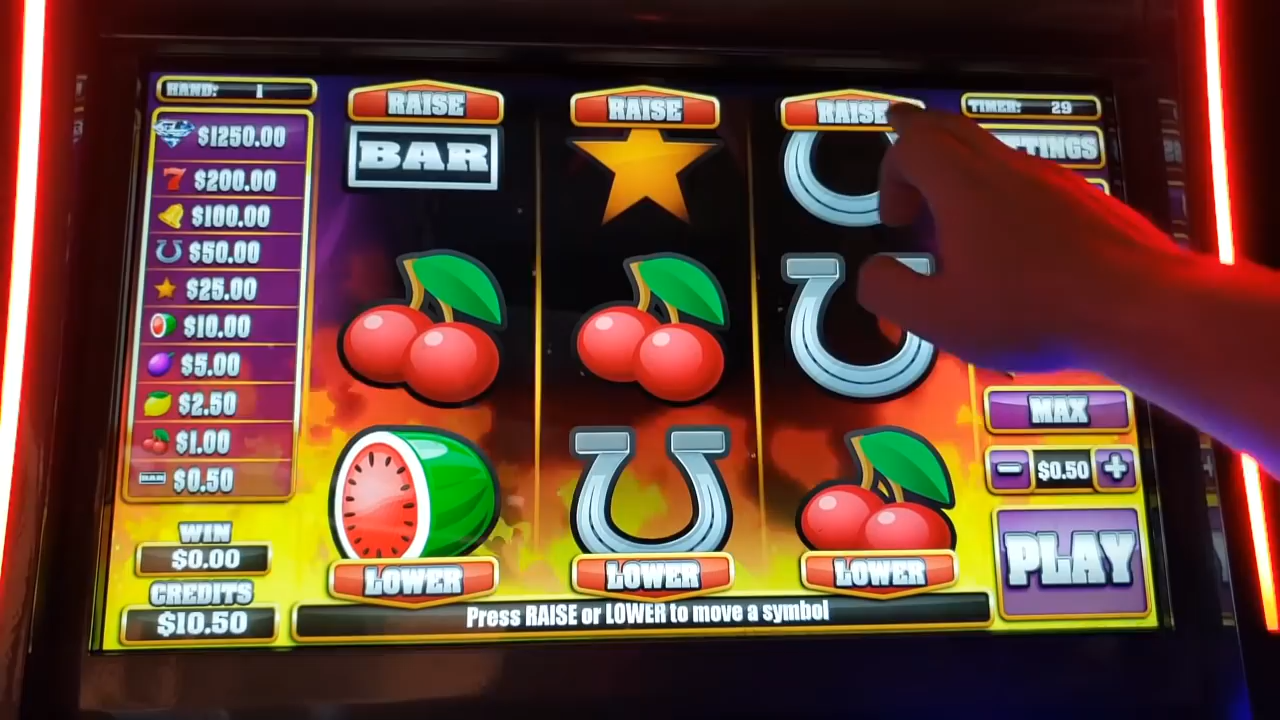 HAND: 1
RAISE
RAISE
RAISE
TIMER: 29
BAR
TTINGS
$1250.00
$200.00
$100.00
$50.00
$25.00
$10.00
$5.00
$2.50
$1.00
$0.50
MAX
- $0.50 +
WIN
$0.00
PLAY
LOWER
LOWER
LOWER
CREDITS
$10.50
Press RAISE or LOWER to move a symbol